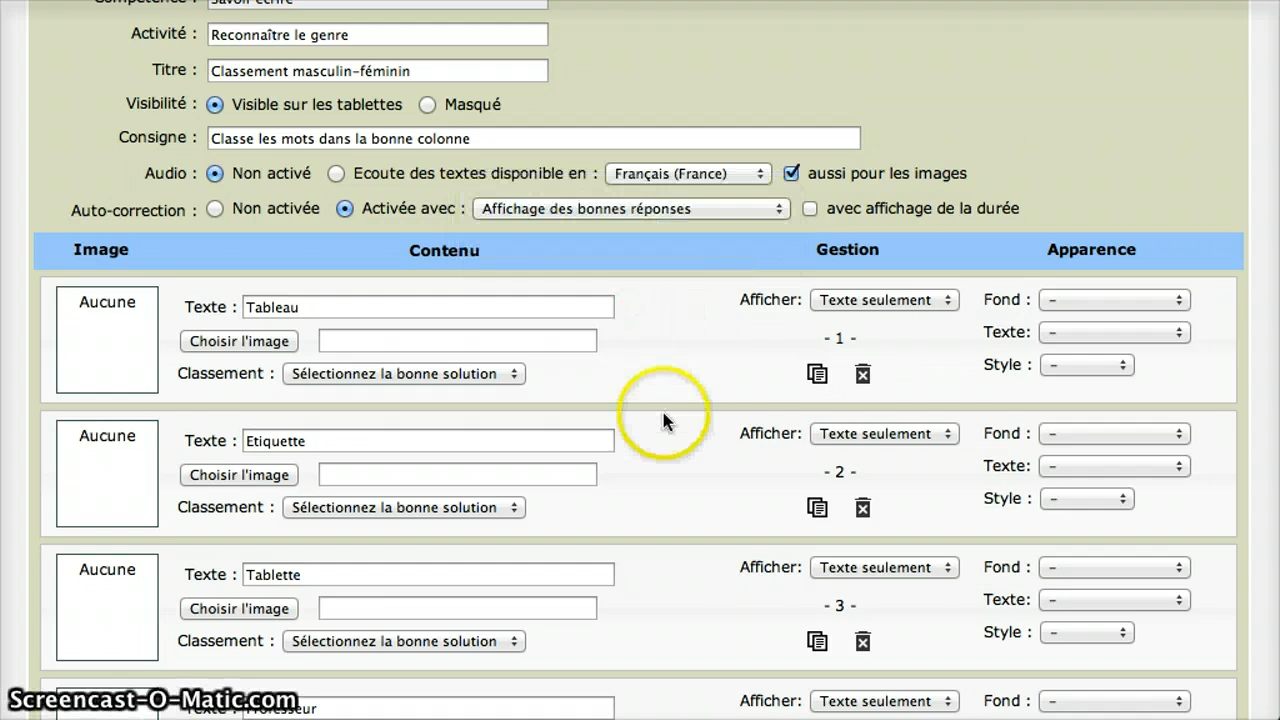 Compétence : Savoir écrire
Activité : Reconnaître le genre
Titre : Classement masculin-féminin
Visibilité : Visible sur les tablettes Masqué
Consigne : Classe les mots dans la bonne colonne
Audio : Non activé Ecoute des textes disponible en : Français (France) aussi pour les images
Auto-correction : Non activée Activée avec : Affichage des bonnes réponses avec affichage de la durée
Image Contenu Gestion Apparence
Aucune Texte : Tableau Afficher: Texte seulement Fond : -
Choisir l'image - 1 - Texte: -
Classement : Sélectionnez la bonne solution Style : -
Aucune Texte : Etiquette Afficher: Texte seulement Fond : -
Choisir l'image - 2 - Texte: -
Classement : Sélectionnez la bonne solution Style : -
Aucune Texte : Tablette Afficher: Texte seulement Fond : -
Choisir l'image - 3 - Texte: -
Classement : Sélectionnez la bonne solution Style : -
Texte : Professeur Afficher: Texte seulement Fond : -
Screencast-O-Matic.com